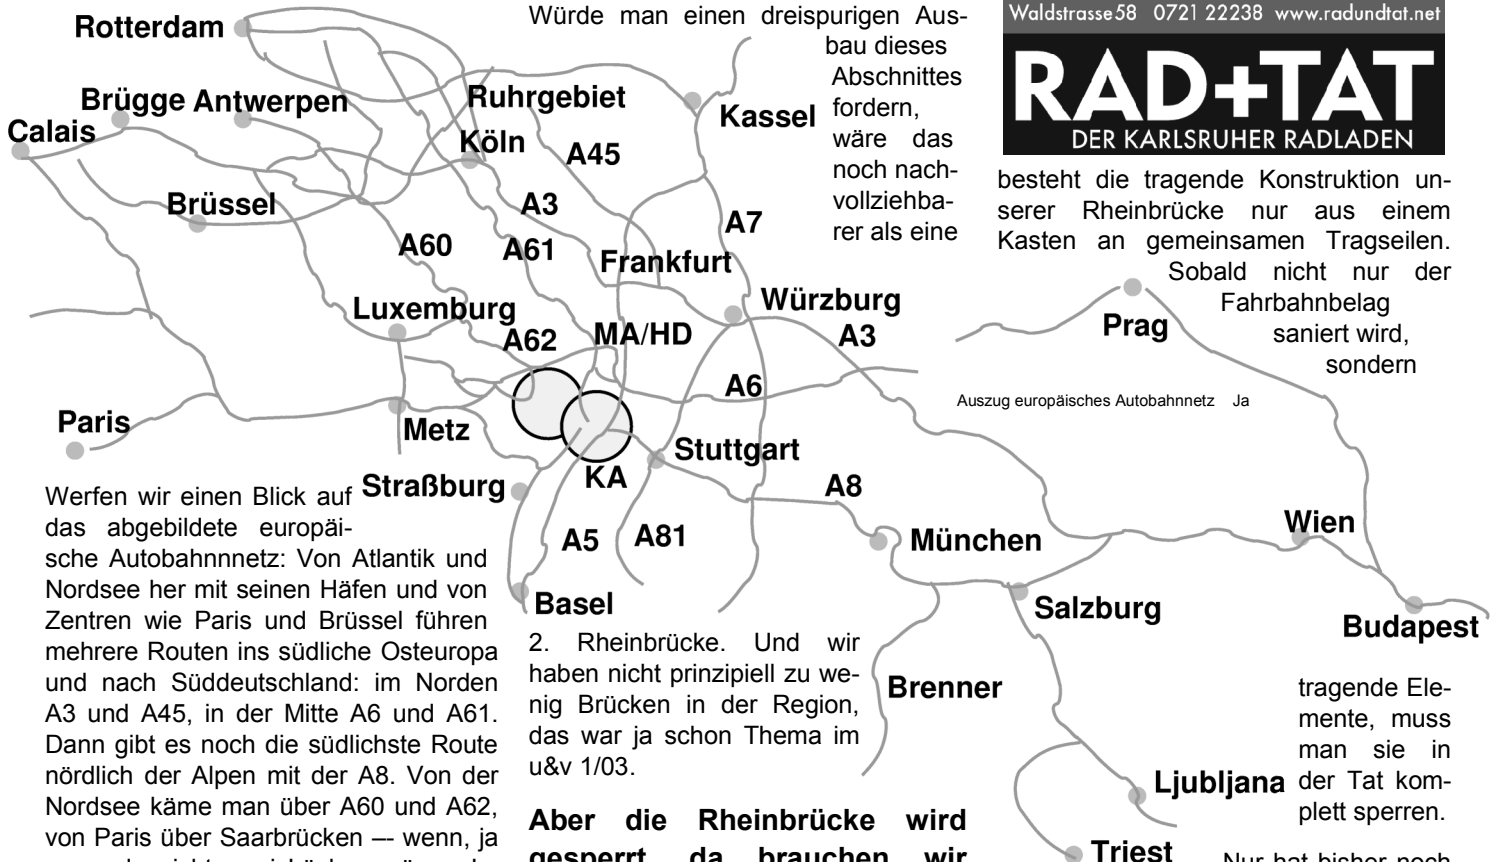 Rotterdam
Brügge
Antwerpen
Calais
Brüssel
Ruhrgebiet
Köln
A45
Kassel
A3
A7
A60
A61
Frankfurt
Luxemburg
A62
MA/HD
Würzburg
A3
Prag
A6
Paris
Metz
Stuttgart
Straßburg
KA
A8
A5
A81
München
Wien
Basel
Salzburg
Budapest
Brenner
Ljubljana
Triest
Auszug europäisches Autobahnnetz Ja
Werfen wir einen Blick auf
das abgebildete europäi-
sche Autobahnnnetz: Von Atlantik und
Nordsee her mit seinen Häfen und von
Zentren wie Paris und Brüssel führen
mehrere Routen ins südliche Osteuropa
und nach Süddeutschland: im Norden
A3 und A45, in der Mitte A6 und A61.
Dann gibt es noch die südlichste Route
nördlich der Alpen mit der A8. Von der
Nordsee käme man über A60 und A62,
von Paris über Saarbrücken –- wenn, ja
Würde man einen dreispurigen Aus-
bau dieses
Abschnittes
fordern,
wäre das
noch nach-
vollziehba-
rer als eine
2. Rheinbrücke. Und wir
haben nicht prinzipiell zu we-
nig Brücken in der Region,
das war ja schon Thema im
u&v 1/03.
Aber die Rheinbrücke wird
gesperrt, da brauchen wir
Waldstrasse 58 0721 22238 www.radundtat.net
RAD+TAT
DER KARLSRUHER RADLADEN
besteht die tragende Konstruktion un-
serer Rheinbrücke nur aus einem
Kasten an gemeinsamen Tragseilen.
Sobald nicht nur der
Fahrbahnbelag
saniert wird,
sondern
tragende Ele-
mente, muss
man sie in
der Tat kom-
plett sperren.
Nur hat bisher noch